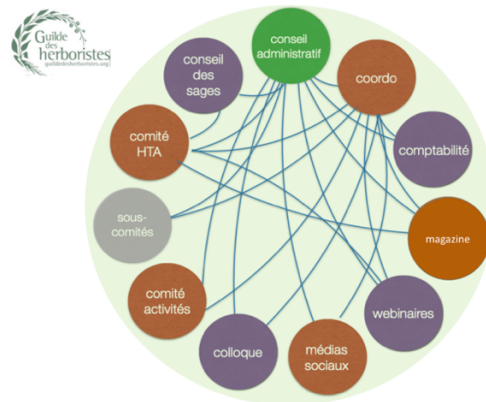 Guilde
des
herboristes
guildedesherboristes.org
conseil
administratif
conseil
des
sages
coordo
comité
HTA
comptabilité
sous-
comités
magazine
comité
activités
webinaires
colloque
médias
sociaux